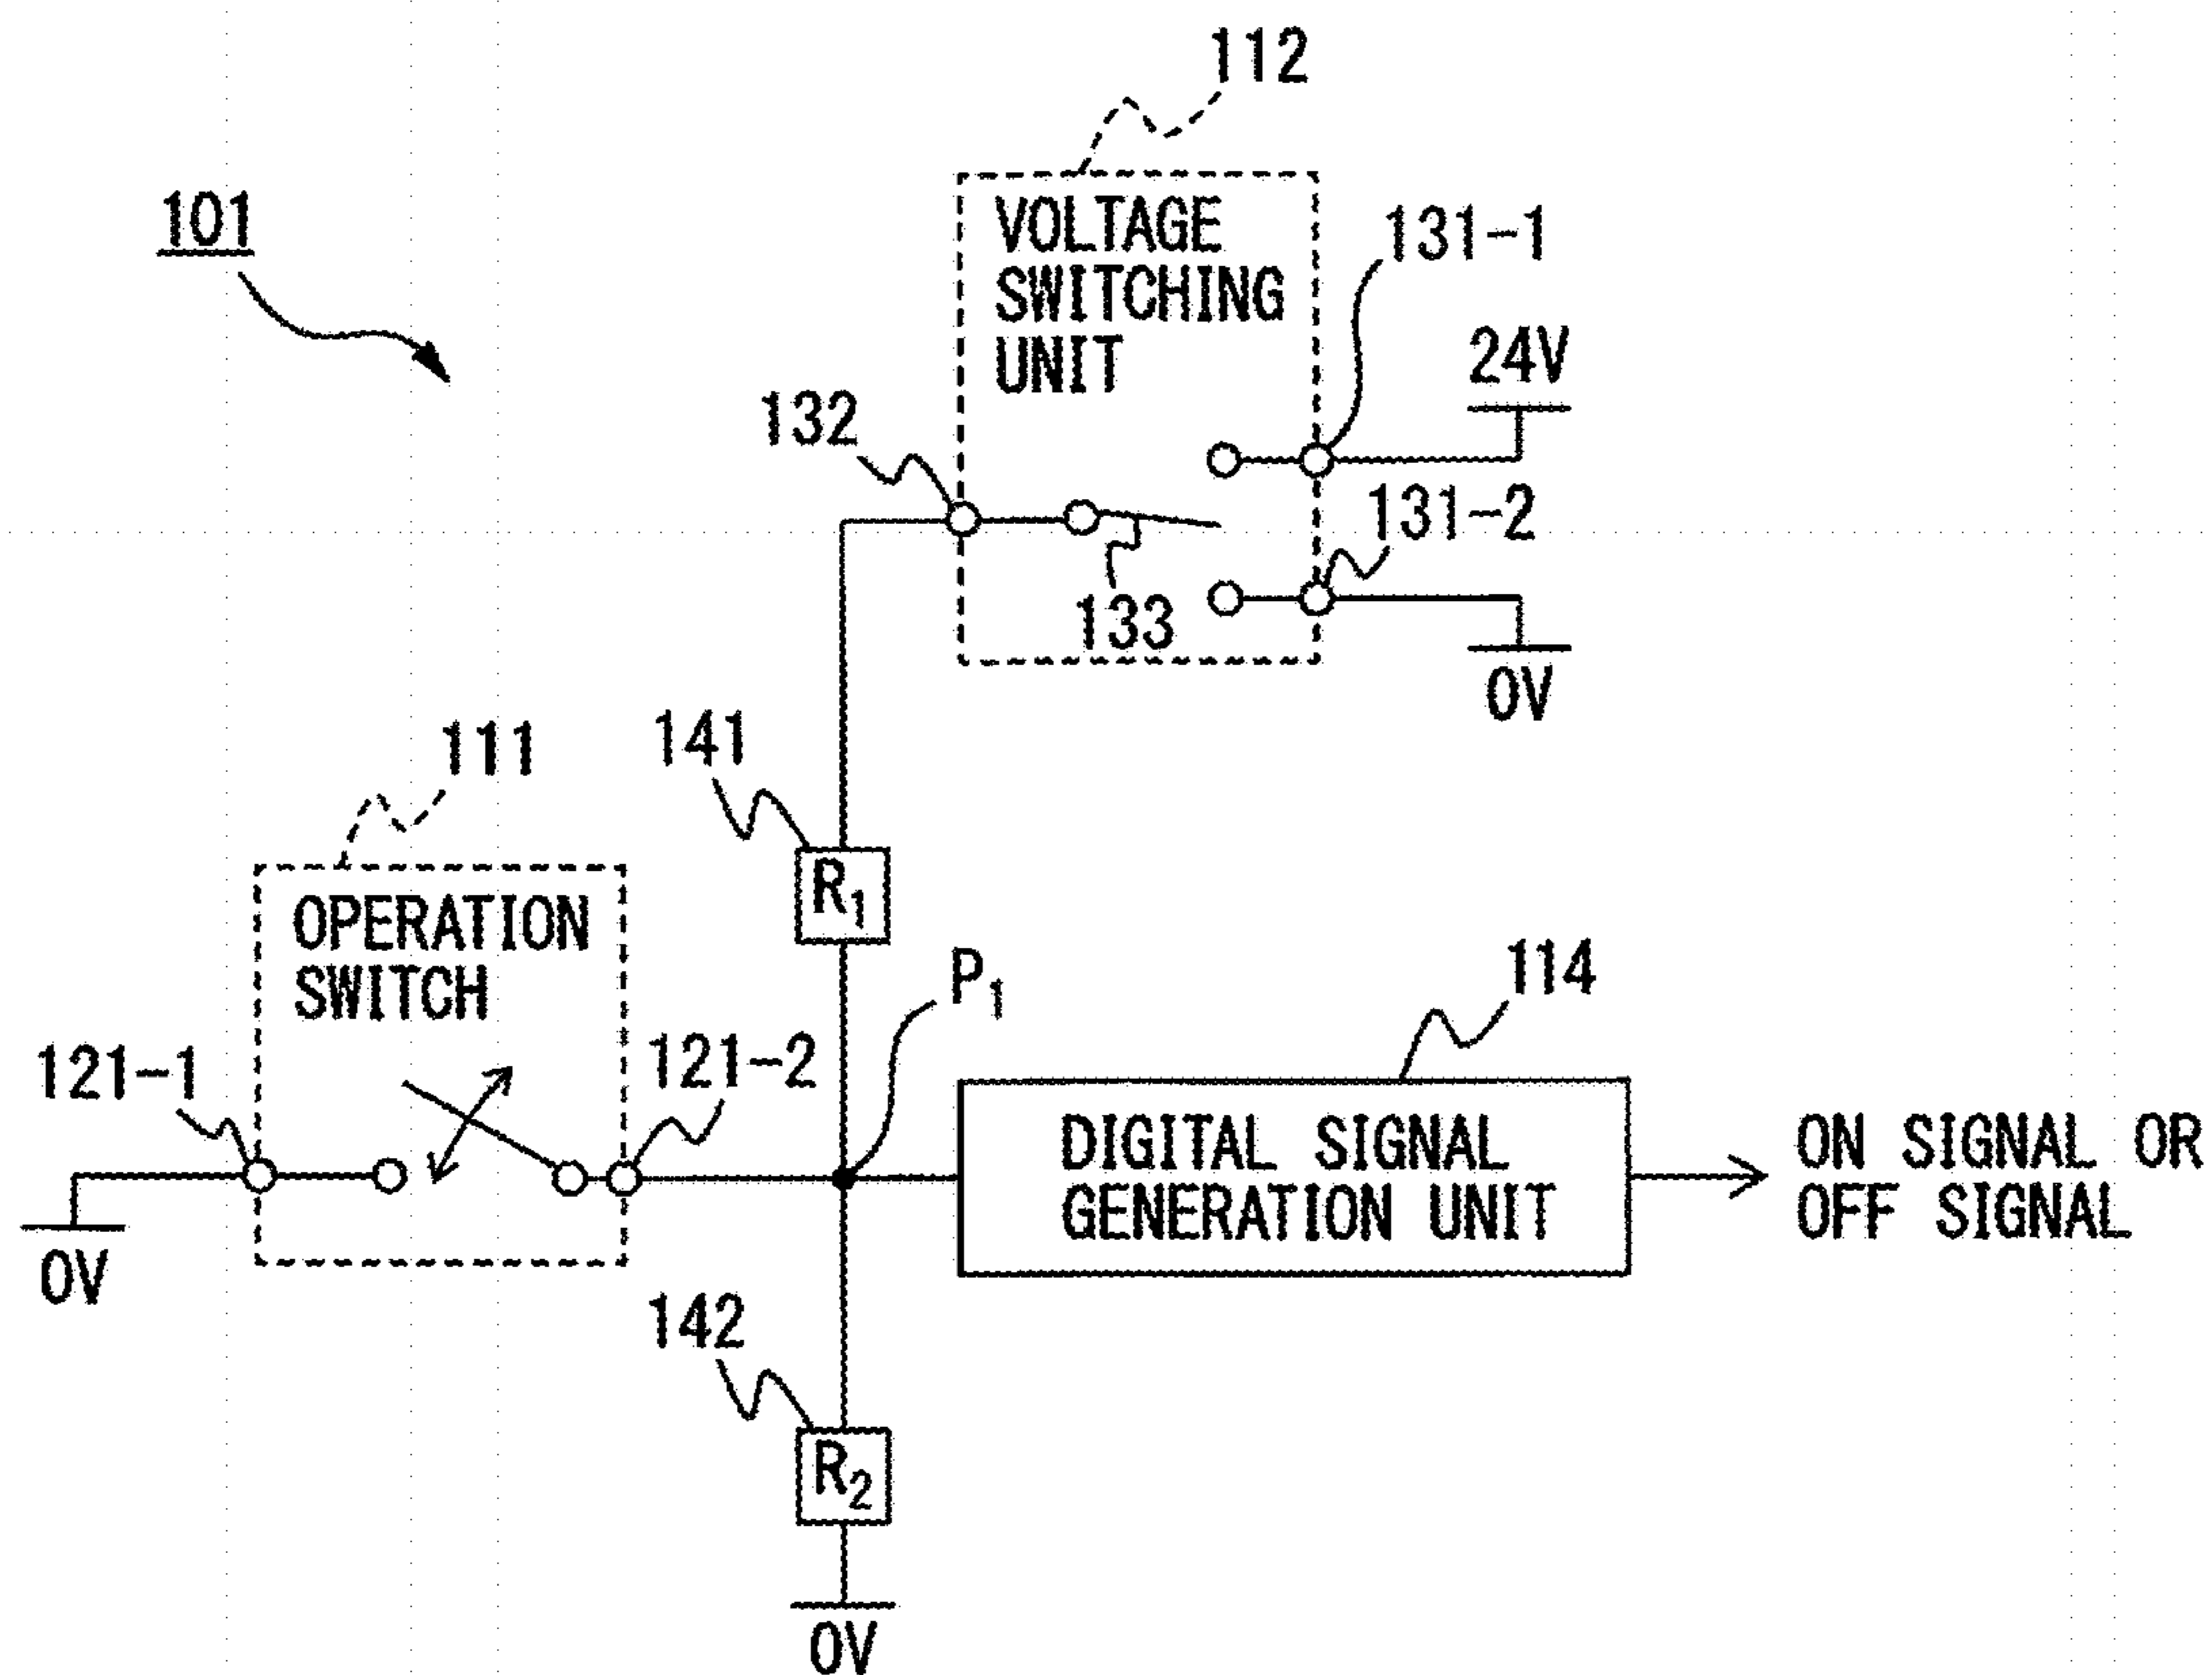 112
101
VOLTAGE
SWITCHING
UNIT
131-1
24V
132
131-2
133
0V
111
141
R1
OPERATION
SWITCH
P1
114
121-1
121-2
DIGITAL SIGNAL
GENERATION UNIT
ON SIGNAL OR
OFF SIGNAL
0V
142
R2
0V